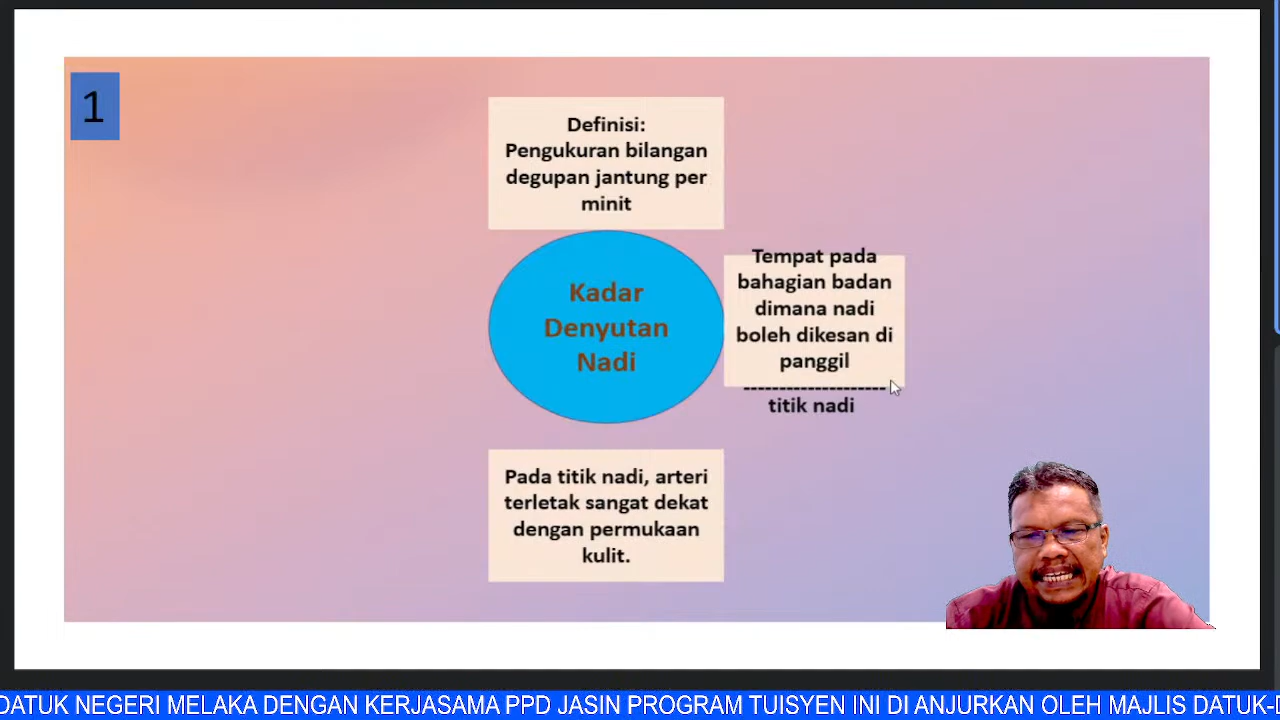 1
Definisi:
Pengukuran bilangan
degupan jantung per
minit
Kadar
Denyutan
Nadi
Tempat pada
bahagian badan
dimana nadi
boleh dikesan di
panggil
---------------------
titik nadi
Pada titik nadi, arteri
terletak sangat dekat
dengan permukaan
kulit.
DATUK NEGERI MELAKA DENGAN KERJASAMA PPD JASIN PROGRAM TUISYEN INI DI ANJURKAN OLEH MAJLIS DATUK-